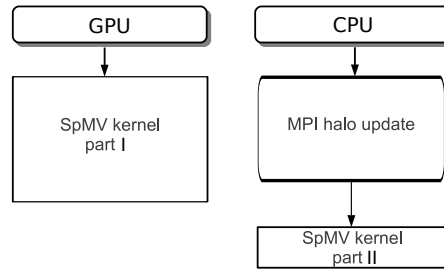 GPU
CPU
SpMV kernel
part I
MPI halo update
SpMV kernel
part II